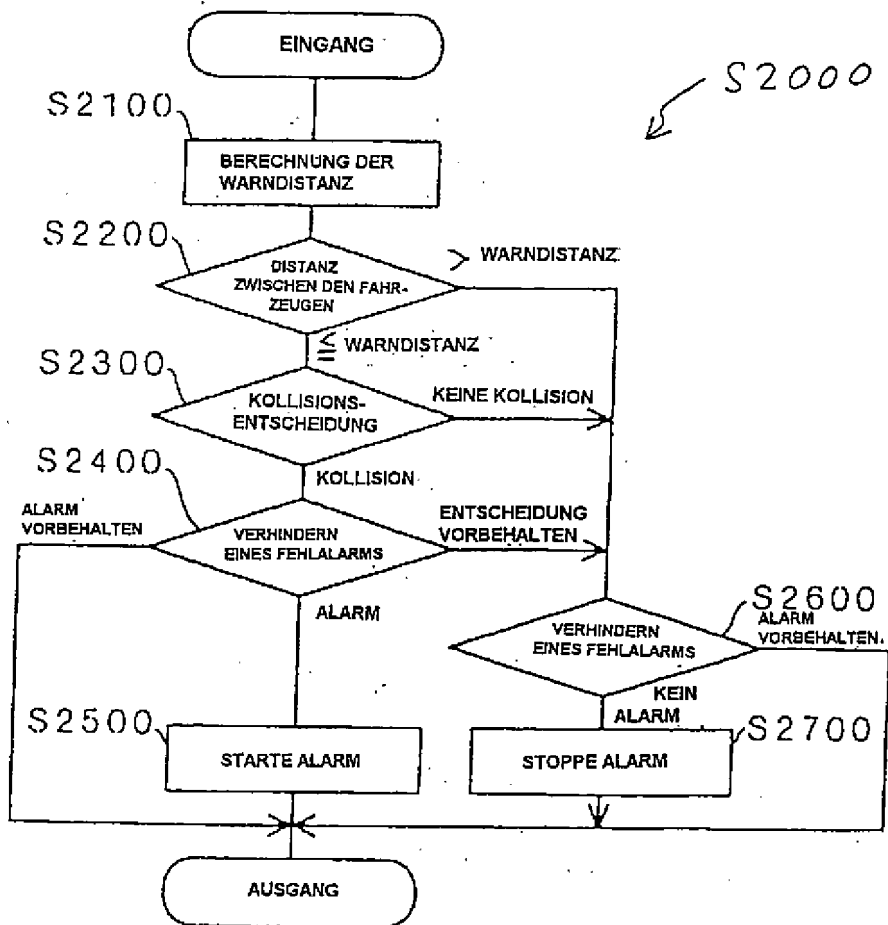 EINGANG
S2000
S2100
BERECHNUNG DER
WARNDISTANZ
S2200
> WARNDISTANZ
DISTANZ
ZWISCHEN DEN FAHR-
ZEUGEN
≦ WARNDISTANZ
S2300
KOLLISIONS-
ENTSCHEIDUNG
KEINE KOLLISION
S2400
KOLLISION
ALARM
VORBEHALTEN
VERHINDERN
EINES FEHLALARMS
ENTSCHEIDUNG
VORBEHALTEN
ALARM
S2600
VERHINDERN
EINES FEHLALARMS
ALARM
VORBEHALTEN.
KEIN
ALARM
S2500
STARTE ALARM
S2700
STOPPE ALARM
AUSGANG